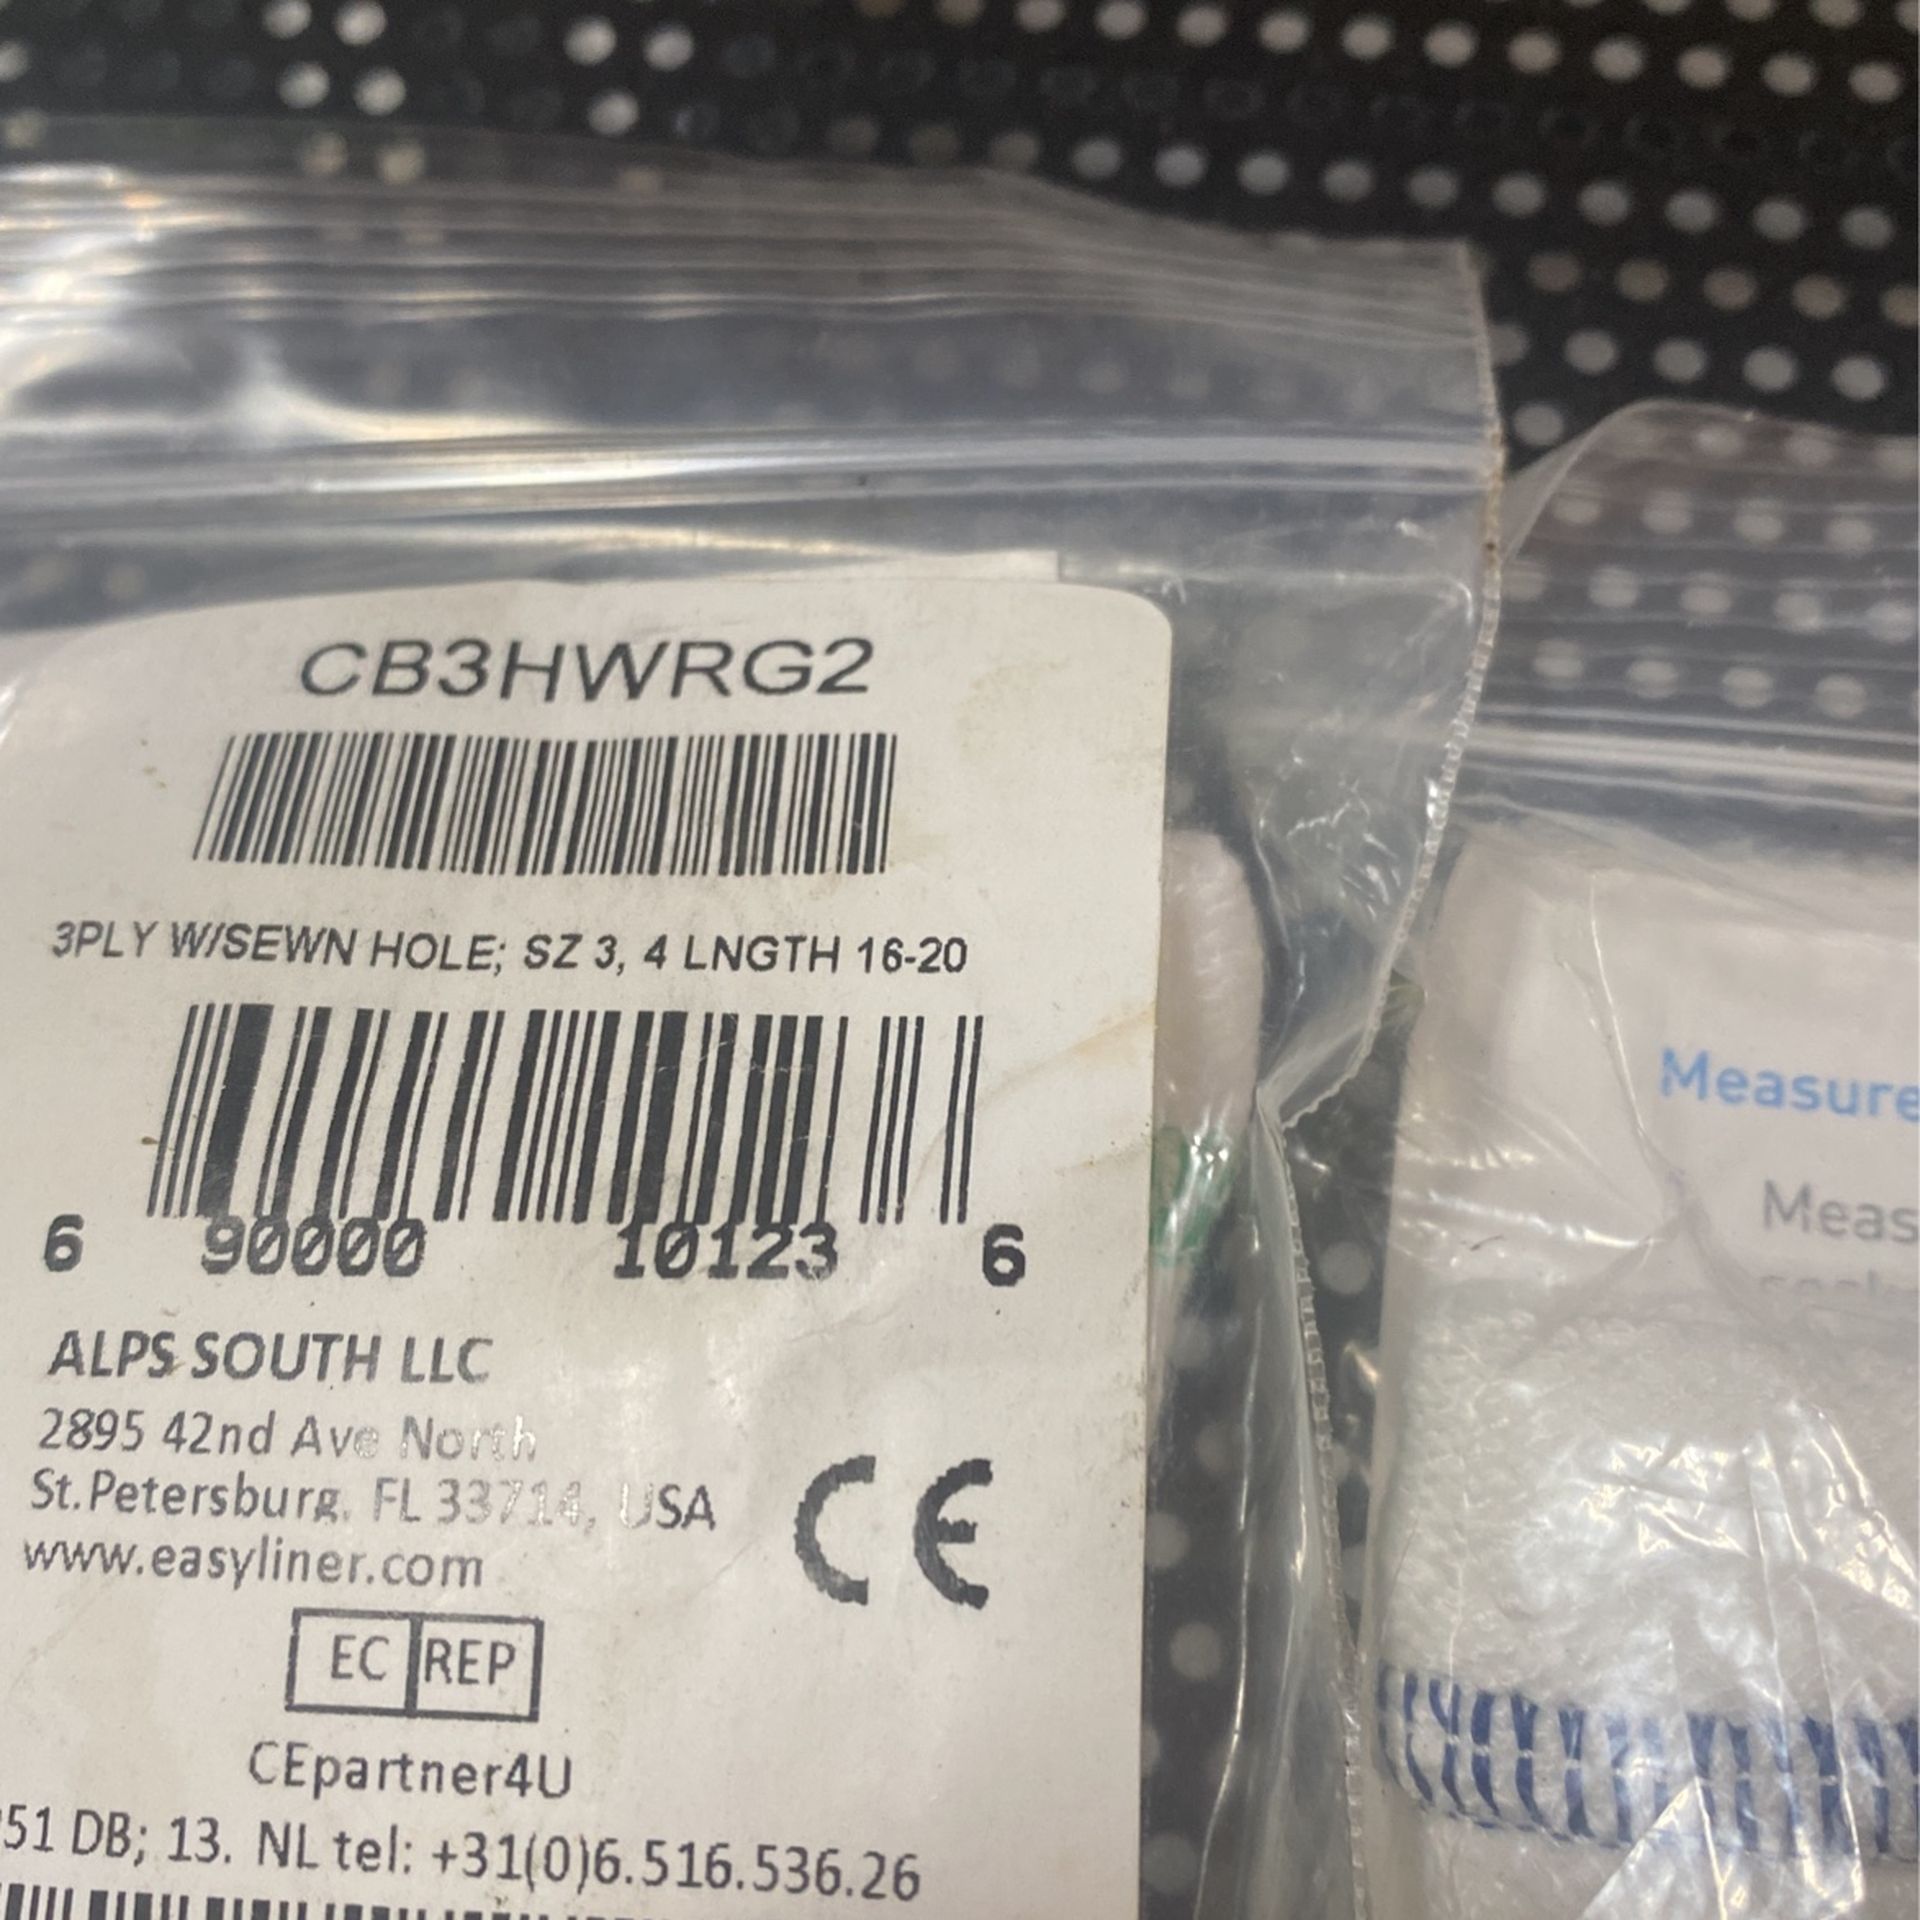 CB3HWRG2
3PLY W/SEWN HOLE; SZ 3, 4 LNGTH 16-20
6 90000 10123 6
ALPS SOUTH LLC
2895 42nd Ave North
St.Petersburg, FL 33714, USA
www.easyliner.com
CE
EC REP
CEpartner4U
51 DB; 13. NL tel: +31(0)6.516.536.26
Measure
Meas